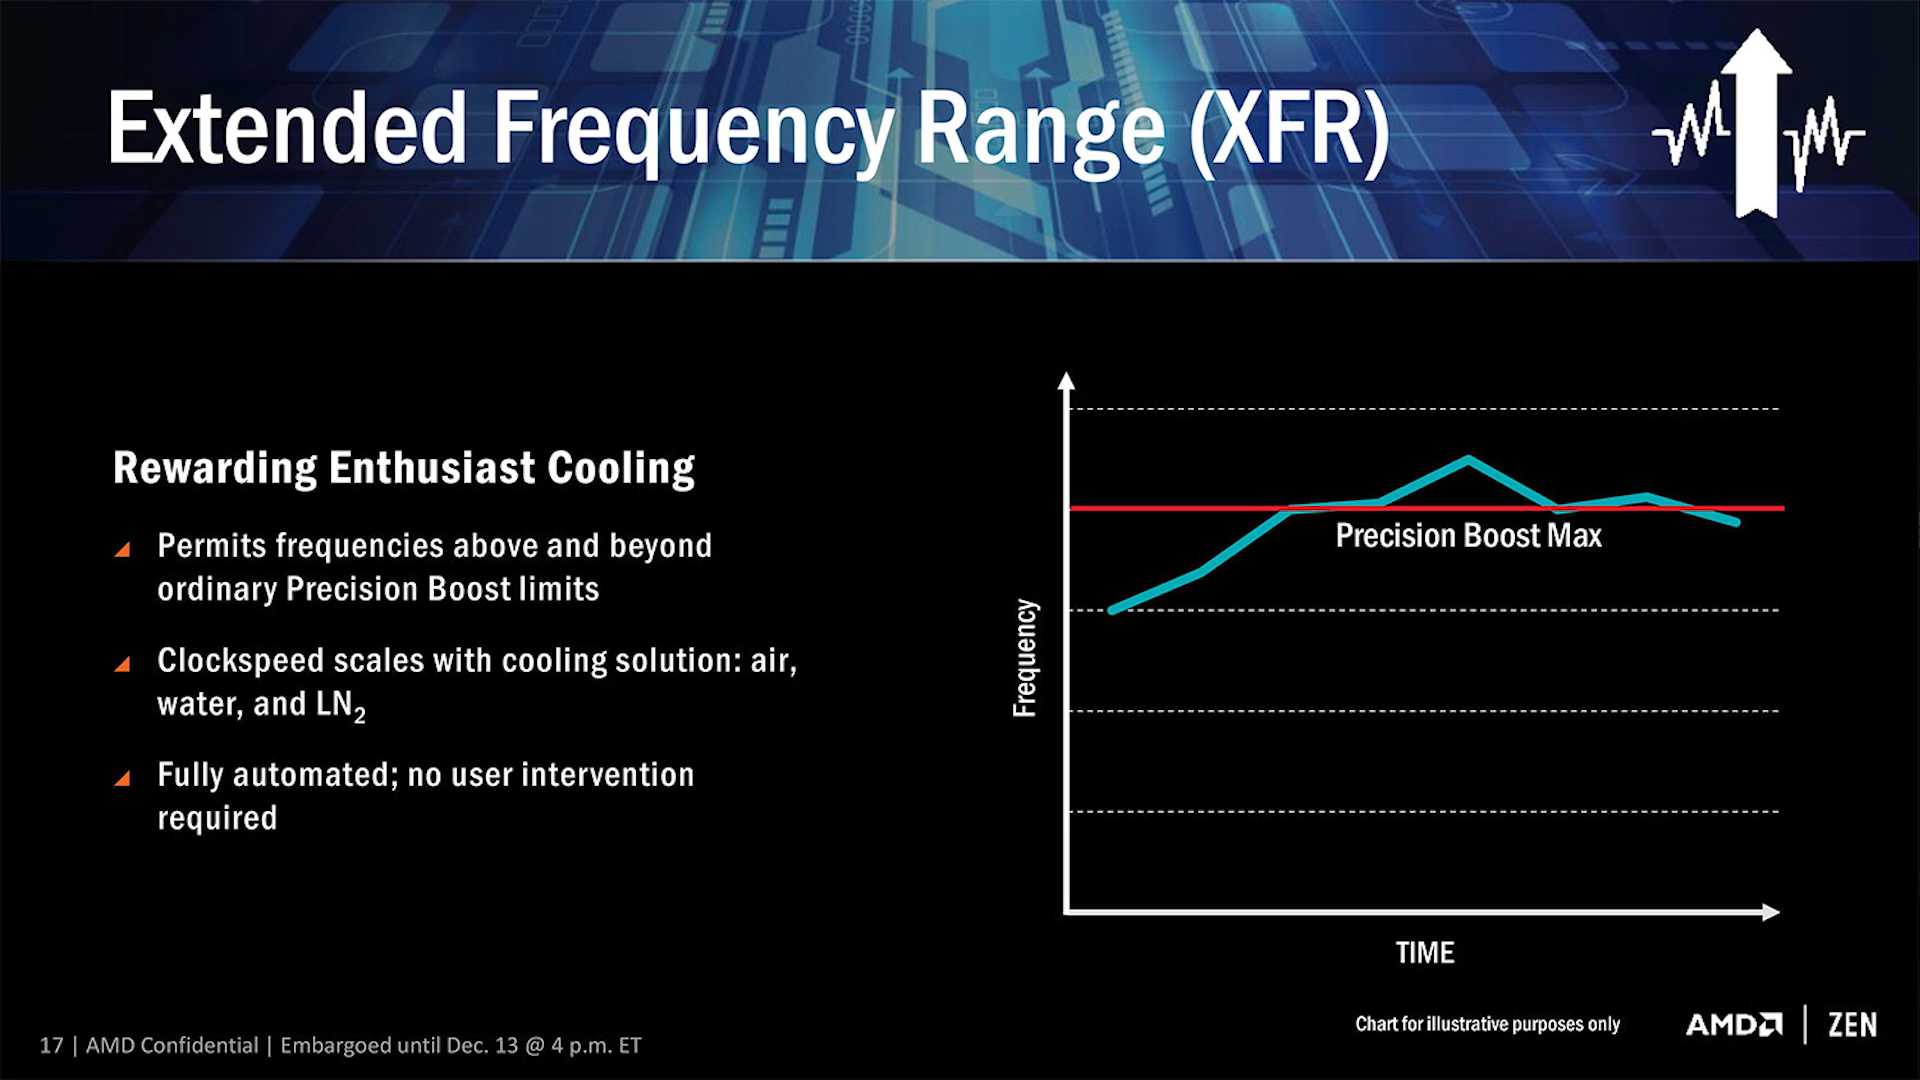 Extended Frequency Range (XFR)
Rewarding Enthusiast Cooling
Permits frequencies above and beyond
ordinary Precision Boost limits
Clockspeed scales with cooling solution: air,
water, and LN₂
Fully automated; no user intervention
required
Precision Boost Max
Frequency
TIME
Chart for illustrative purposes only
AMD | ZEN
17 | AMD Confidential | Embargoed until Dec. 13 @ 4 p.m. ET